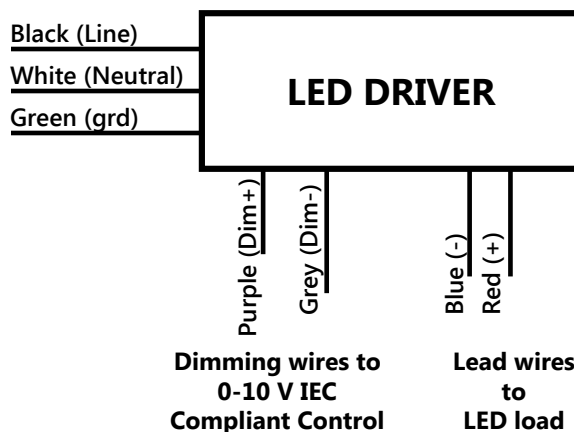 Black (Line)
White (Neutral)
Green (grd)
LED DRIVER
Purple (Dim+)
Grey (Dim-)
Blue (-)
Red (+)
Dimming wires to
0-10 V IEC
Compliant Control
Lead wires
to
LED load